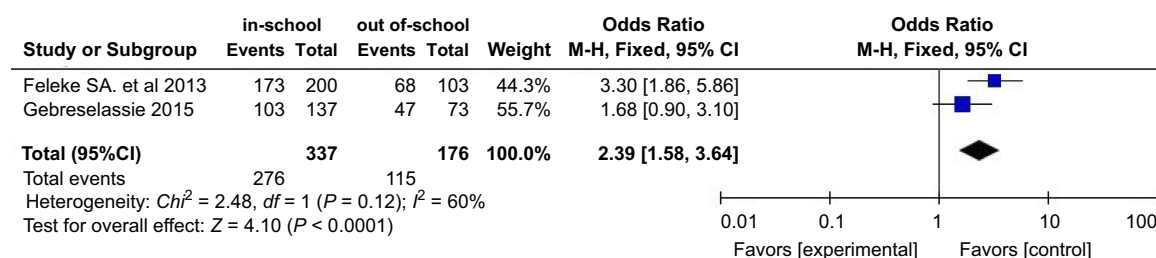 in-school out of-school Odds Ratio Odds Ratio
Study or Subgroup Events Total Events Total Weight M-H, Fixed, 95% CI M-H, Fixed, 95% CI
Feleke SA. et al 2013 173 200 68 103 44.3% 3.30 [1.86, 5.86]
Gebreselassie 2015 103 137 47 73 55.7% 1.68 [0.90, 3.10]
Total (95%CI) 337 176 100.0% 2.39 [1.58, 3.64]
Total events 276 115
Heterogeneity: Chi² = 2.48, df = 1 (P = 0.12); I² = 60%
Test for overall effect: Z = 4.10 (P < 0.0001)
0.01 0.1 1 10 100
Favors [experimental] Favors [control]